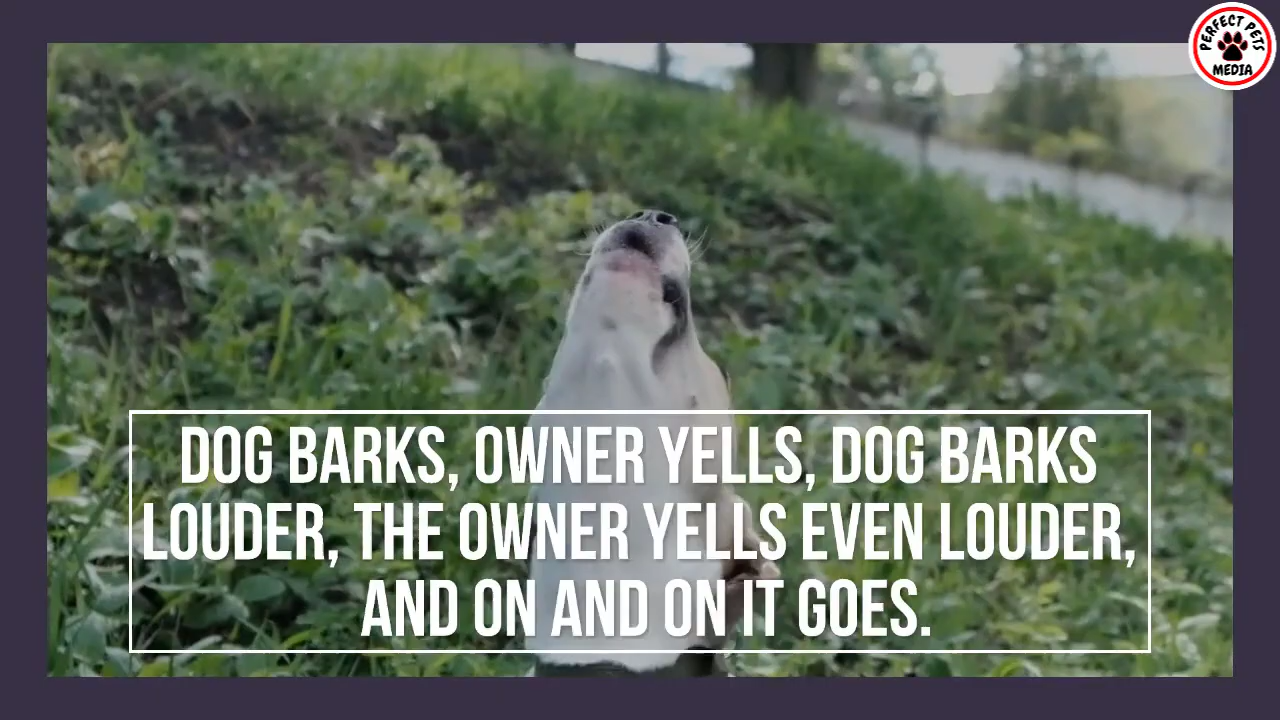 PERFECT PETS
MEDIA
DOG BARKS, OWNER YELLS, DOG BARKS
LOUDER, THE OWNER YELLS EVEN LOUDER,
AND ON AND ON IT GOES.